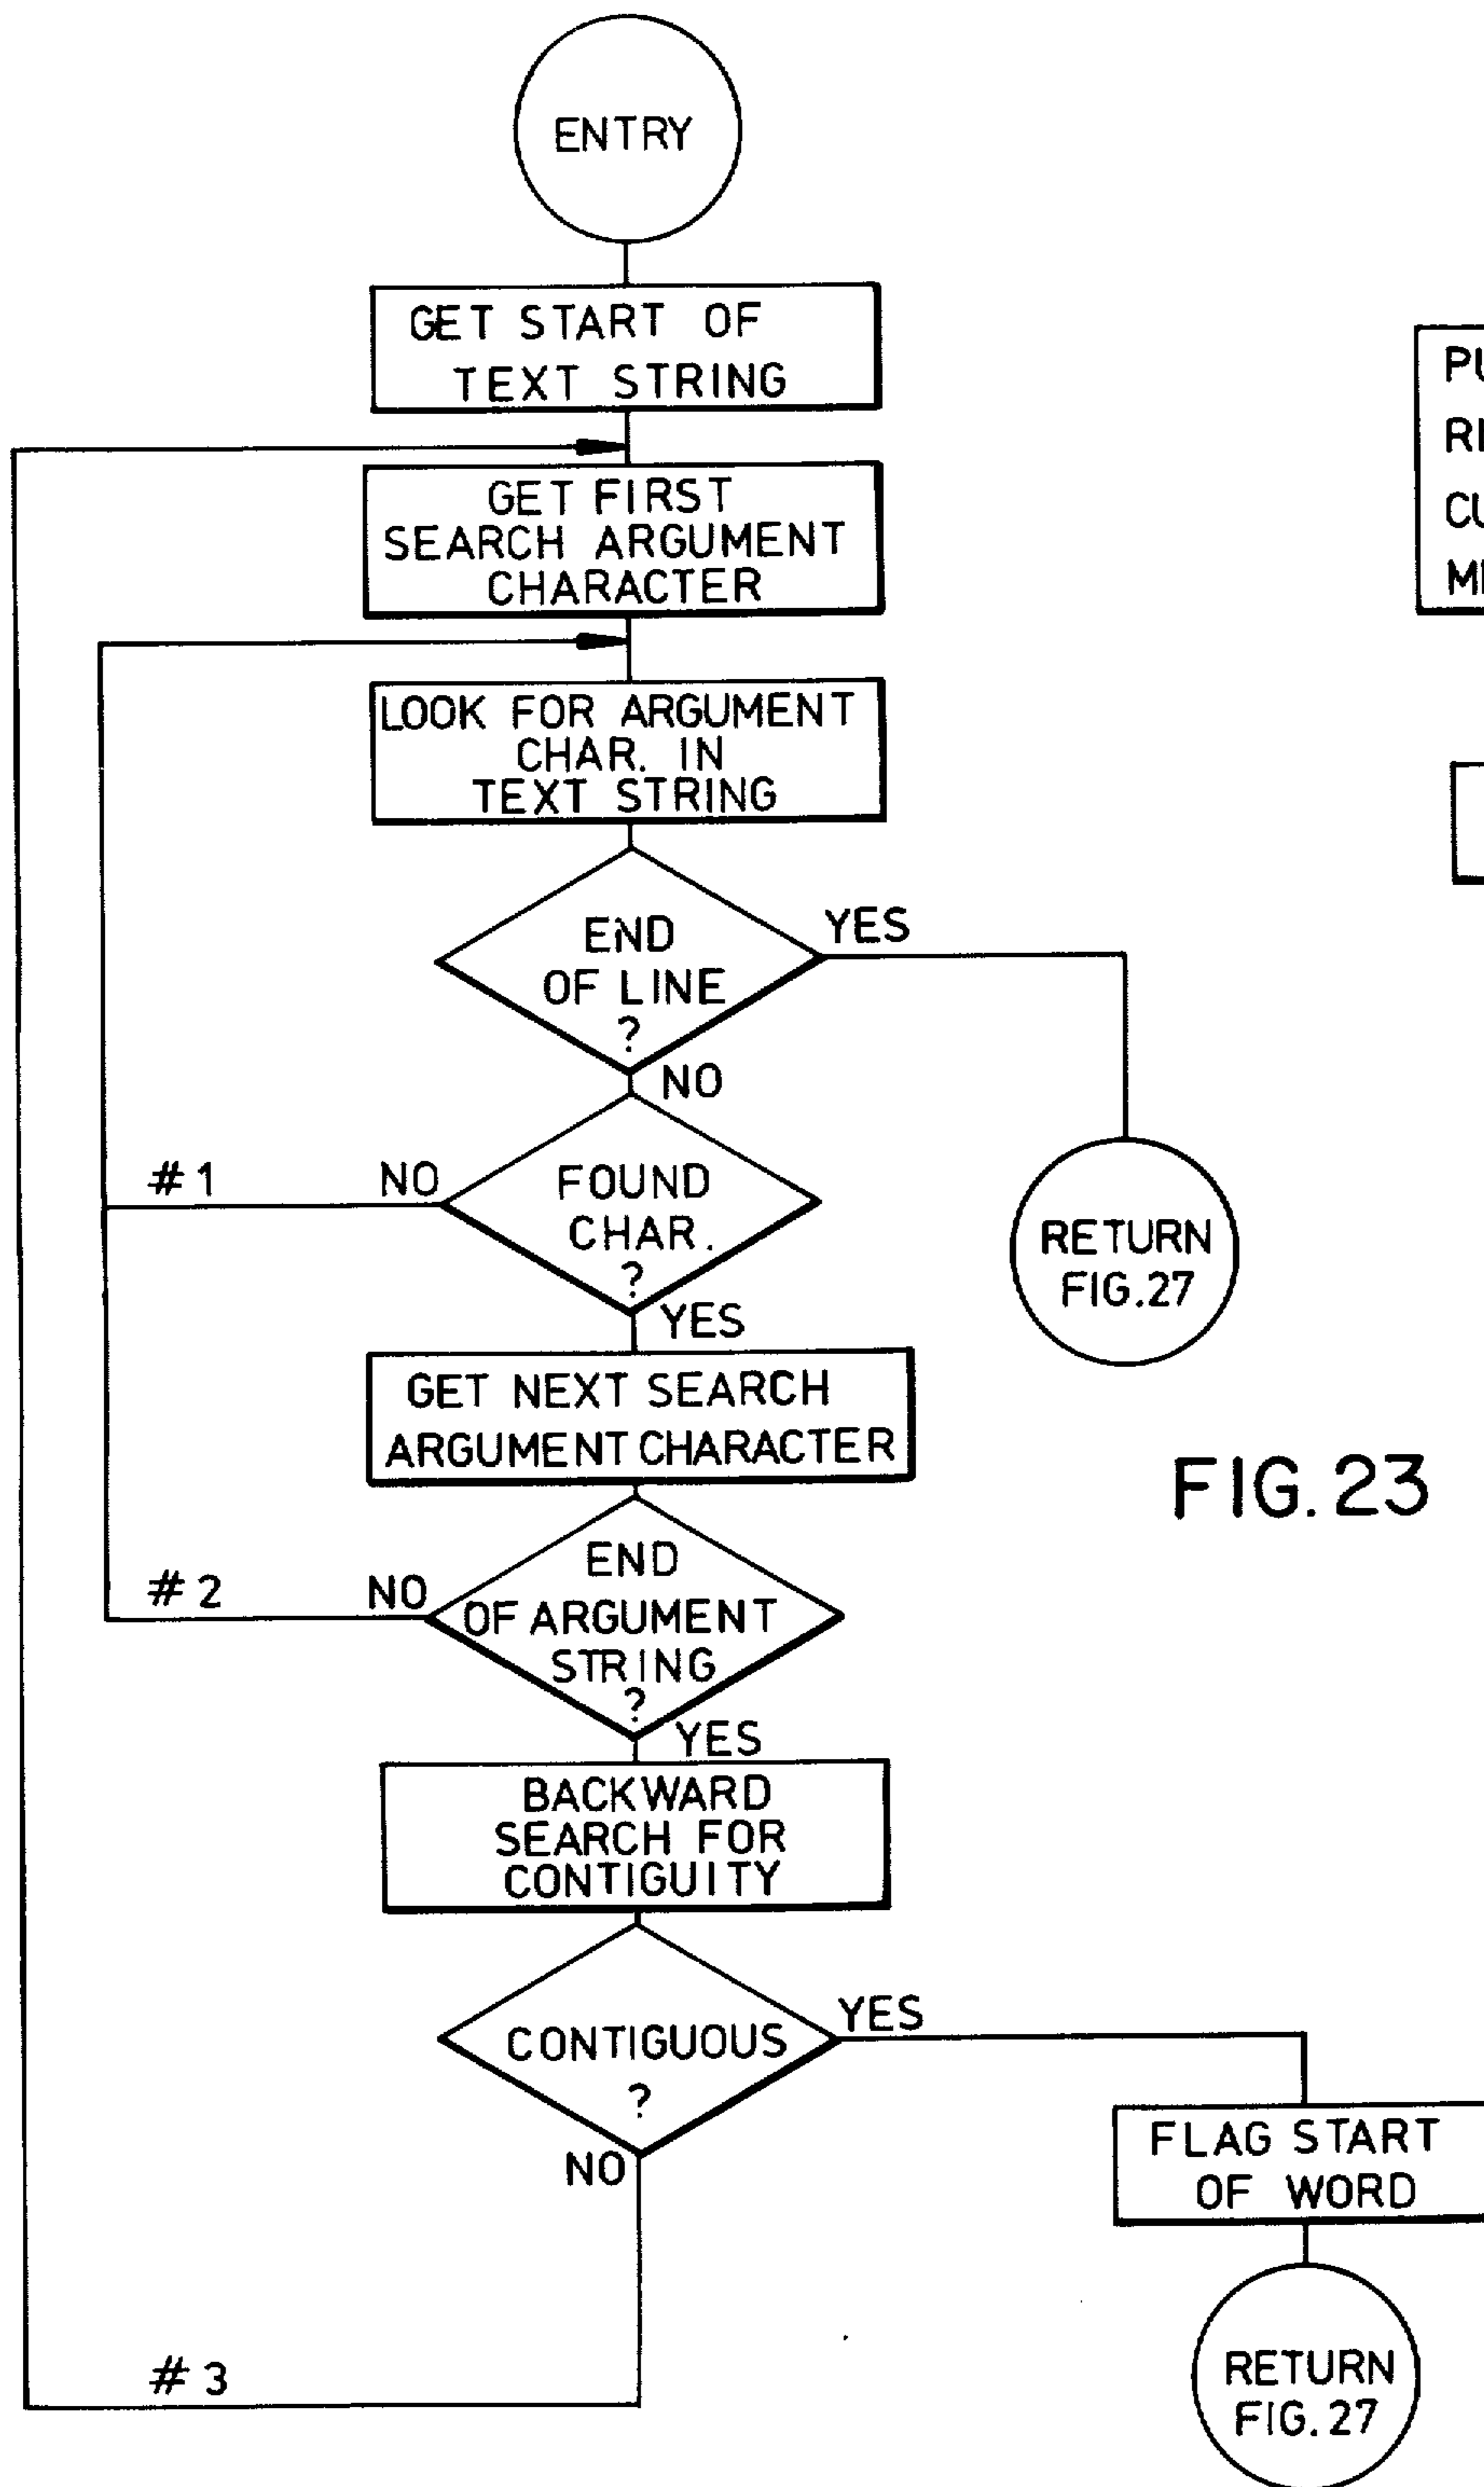 ENTRY
GET START OF
TEXT STRING
GET FIRST
SEARCH ARGUMENT
CHARACTER
LOOK FOR ARGUMENT
CHAR. IN
TEXT STRING
END
OF LINE
?
YES
NO
FOUND
CHAR.
?
NO
#1
YES
RETURN
FIG.27
GET NEXT SEARCH
ARGUMENT CHARACTER
END
OF ARGUMENT
STRING
?
NO
#2
YES
BACKWARD
SEARCH FOR
CONTIGUITY
CONTIGUOUS
?
YES
NO
#3
FLAG START
OF WORD
RETURN
FIG.27
FIG. 23